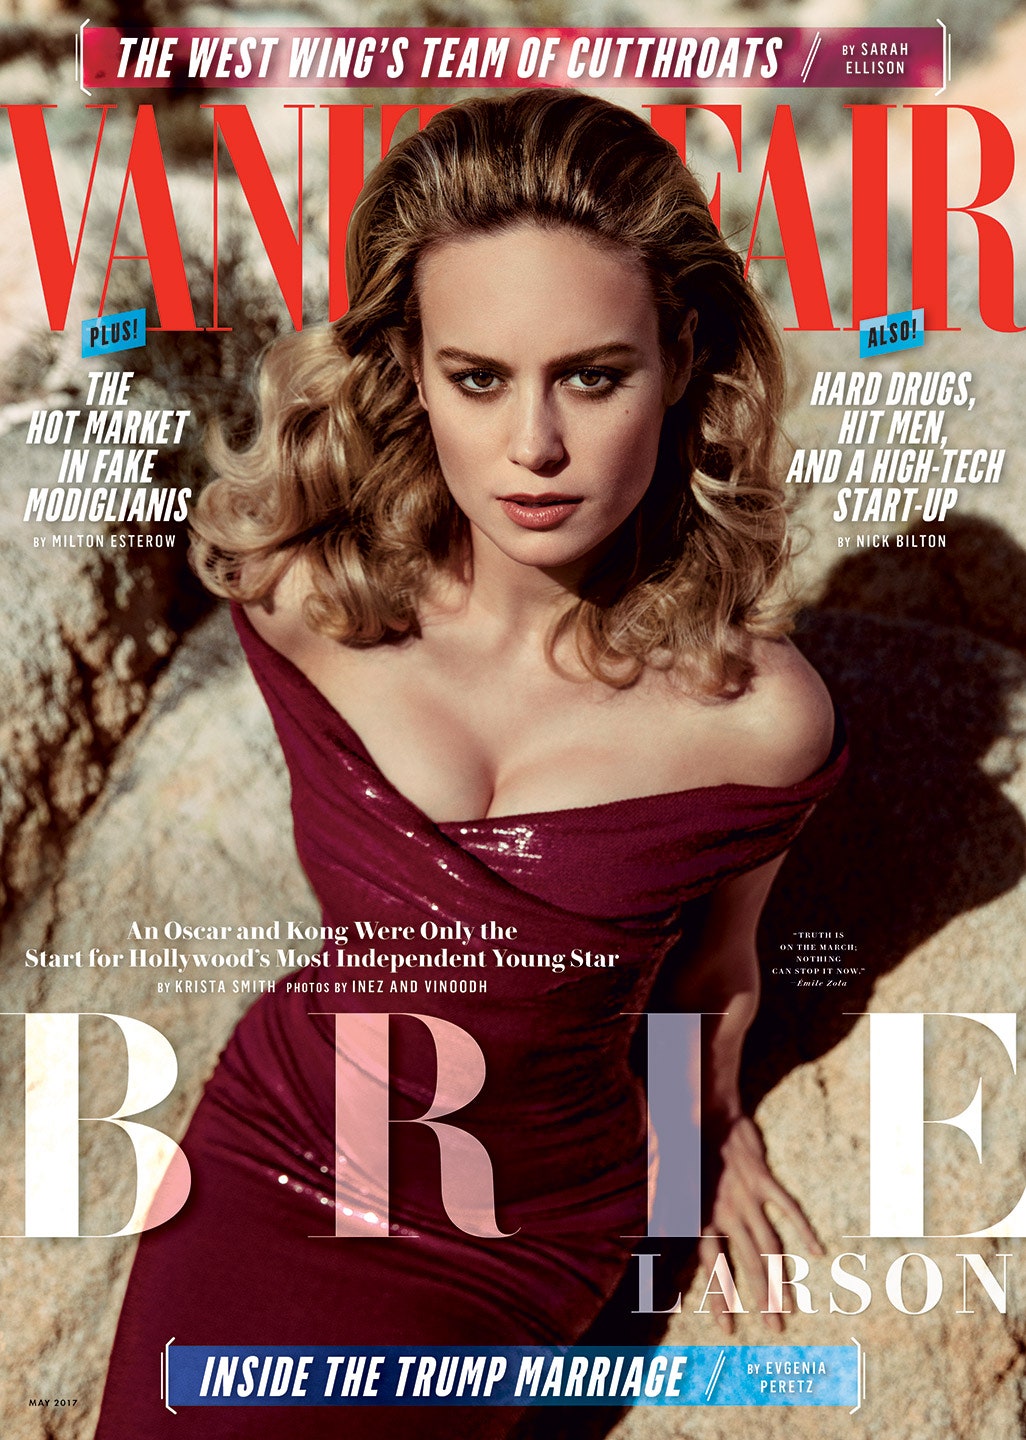 THE WEST WING'S TEAM OF CUTTHROATS // BY SARAH
ELLISON
VANITY FAIR
PLUS!
THE
HOT MARKET
IN FAKE
MODIGLIANIS
BY MILTON ESTEROW
ALSO!
HARD DRUGS,
HIT MEN,
AND A HIGH-TECH
START-UP
BY NICK BILTON
An Oscar and Kong Were Only the
Start for Hollywood's Most Independent Young Star
BY KRISTA SMITH PHOTOS BY INEZ AND VINOODH
"TRUTH IS
ON THE MARCH;
NOTHING
CAN STOP IT NOW."
—Émile Zola
BRIE
LARSON
INSIDE THE TRUMP MARRIAGE // BY EVGENIA
PERETZ
MAY 2017